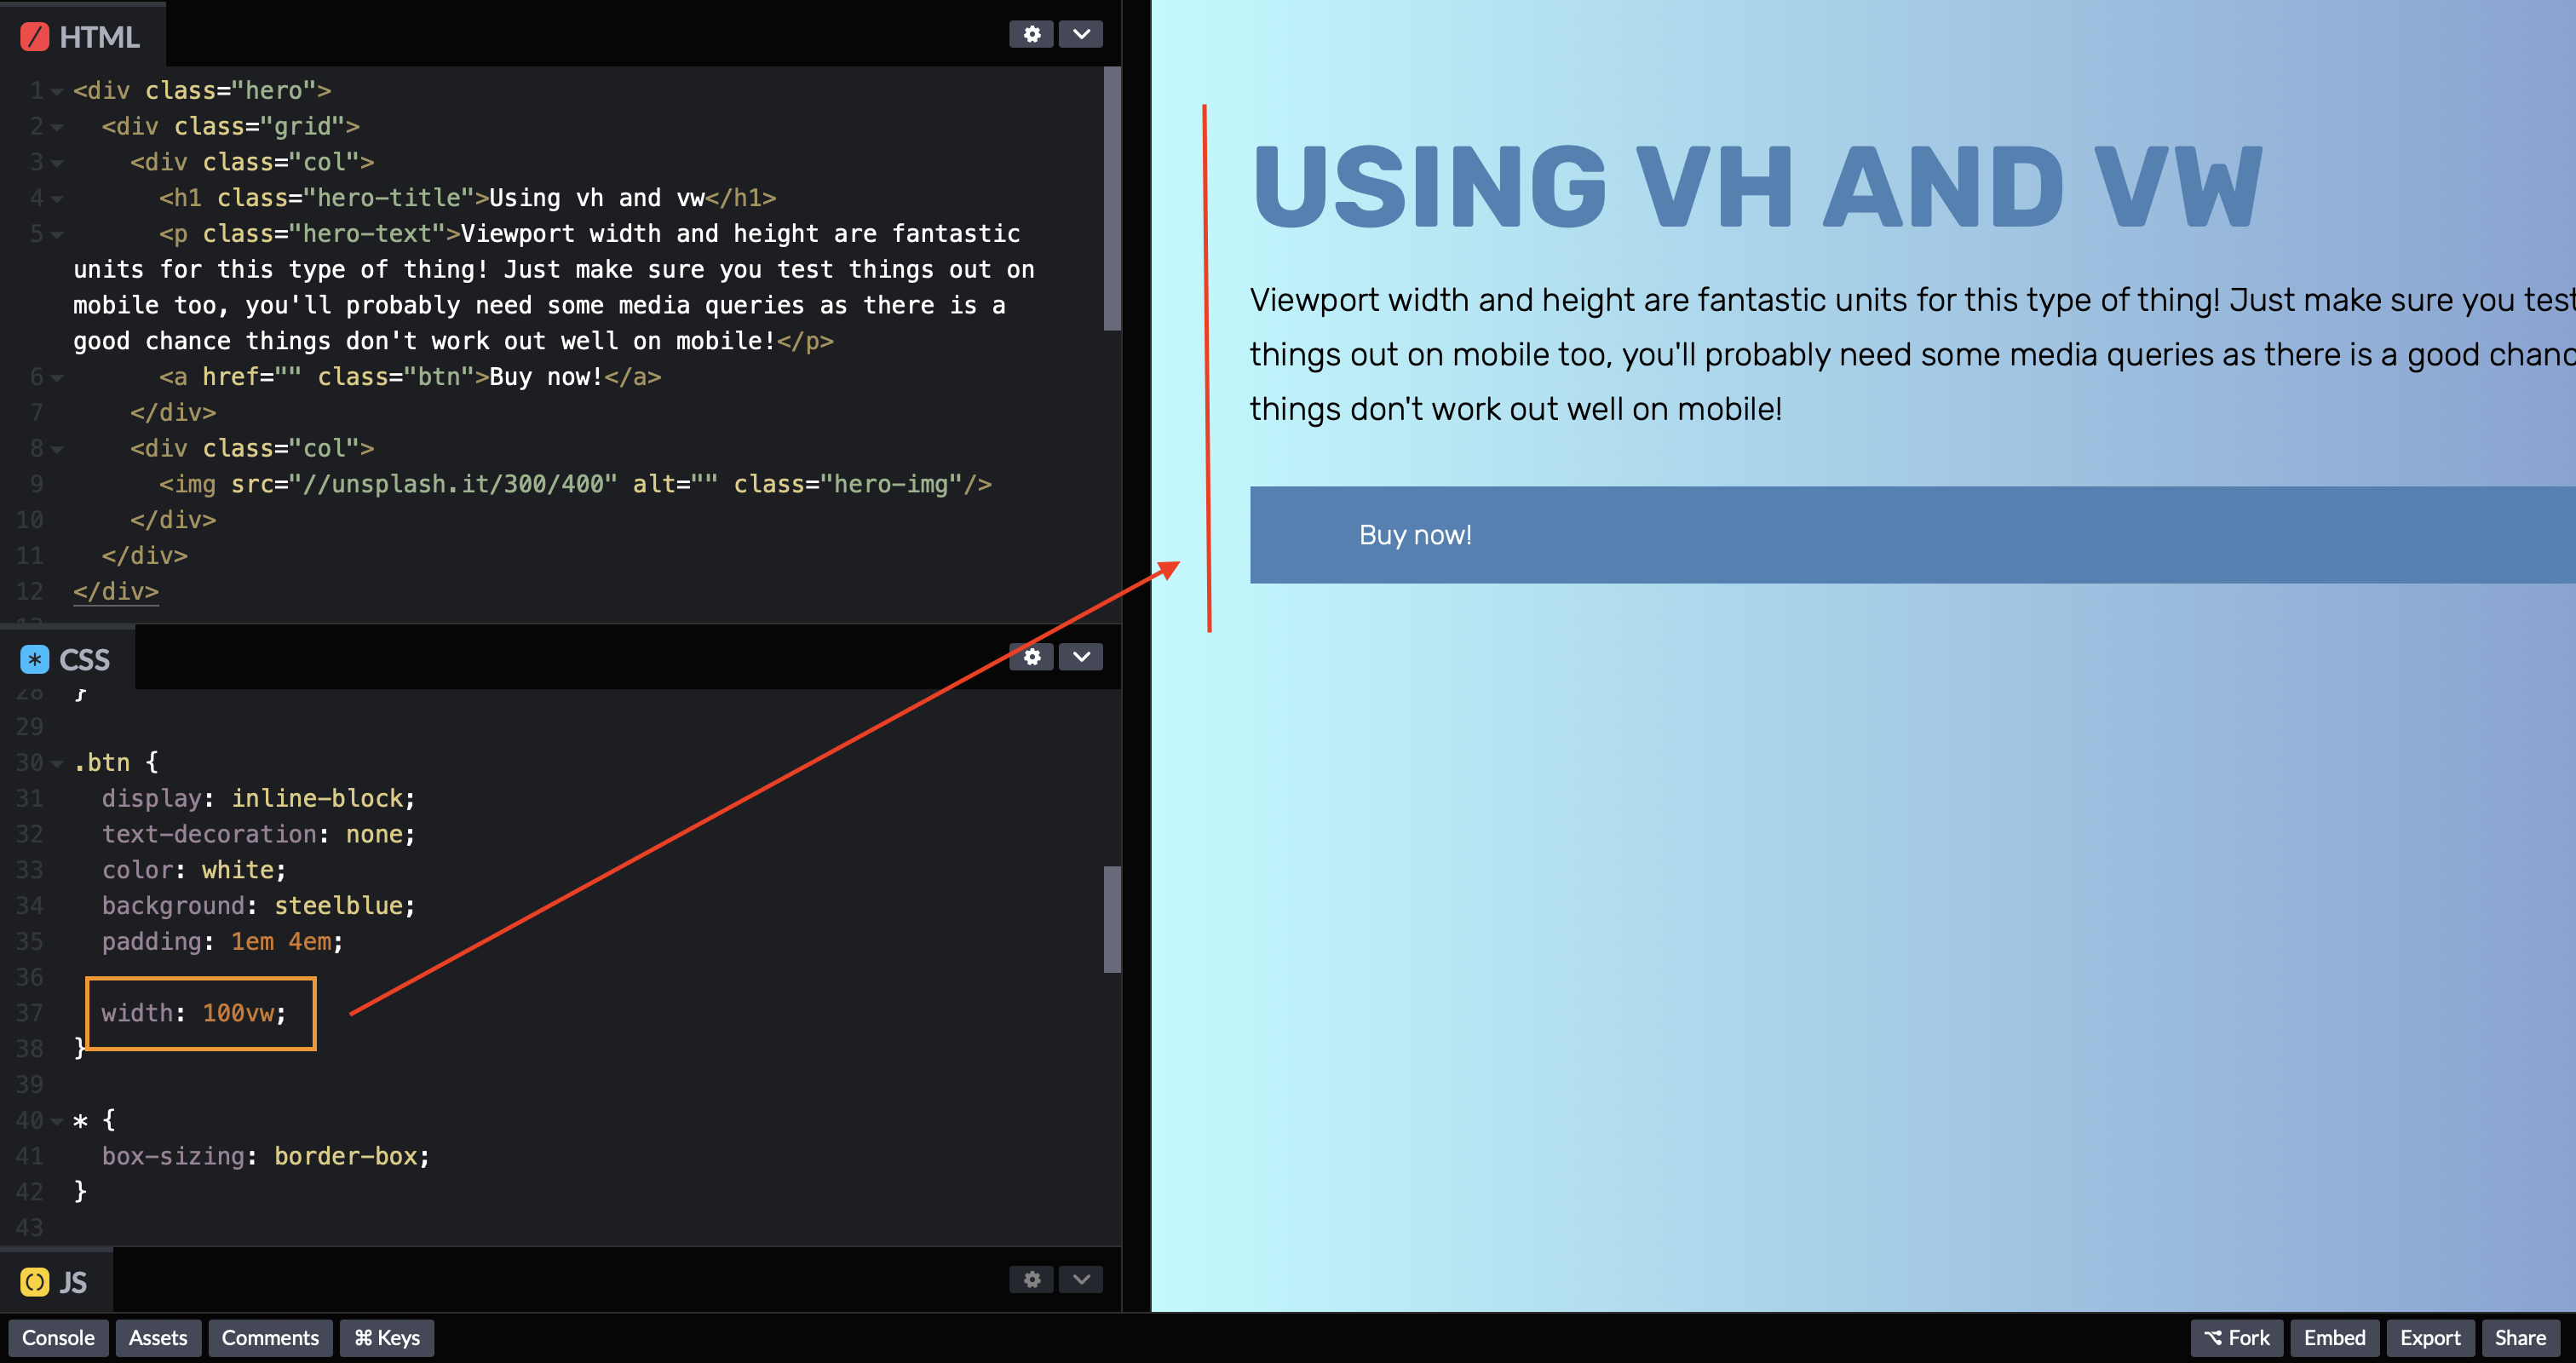 HTML
1 <div class="hero">
2 <div class="grid">
3 <div class="col">
4 <h1 class="hero-title">Using vh and vw</h1>
5 <p class="hero-text">Viewport width and height are fantastic
units for this type of thing! Just make sure you test things out on
mobile too, you'll probably need some media queries as there is a
good chance things don't work out well on mobile!</p>
6 <a href="" class="btn">Buy now!</a>
7 </div>
8 <div class="col">
9 <img src="//unsplash.it/300/400" alt="" class="hero-img"/>
10 </div>
11 </div>
12 </div>
CSS
28 }
29
30 .btn {
31 display: inline-block;
32 text-decoration: none;
33 color: white;
34 background: steelblue;
35 padding: 1em 4em;
36
37 width: 100vw;
38 }
39
40 * {
41 box-sizing: border-box;
42 }
43
JS
USING VH AND VW
Viewport width and height are fantastic units for this type of thing! Just make sure you test
things out on mobile too, you'll probably need some media queries as there is a good chanc
things don't work out well on mobile!
Buy now!
Console Assets Comments ⌘ Keys Fork Embed Export Share